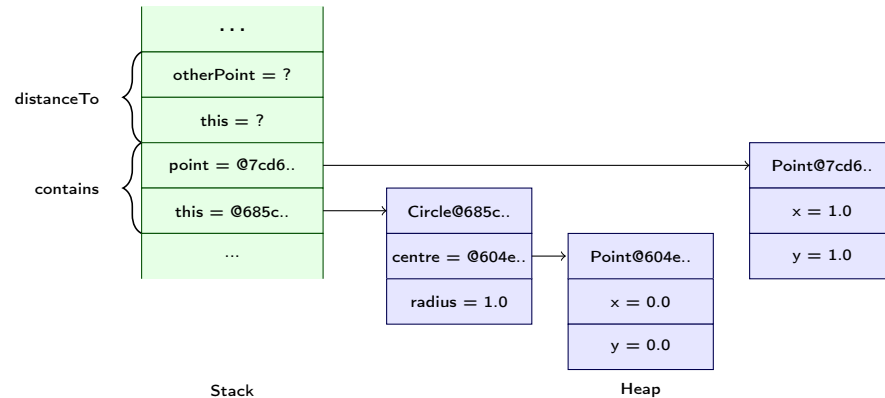 ...
otherPoint = ?
distanceTo
this = ?
point = @7cd6..
Point@7cd6..
contains
this = @685c..
Circle@685c..
x = 1.0
...
centre = @604e..
Point@604e..
y = 1.0
radius = 1.0
x = 0.0
y = 0.0
Stack
Heap